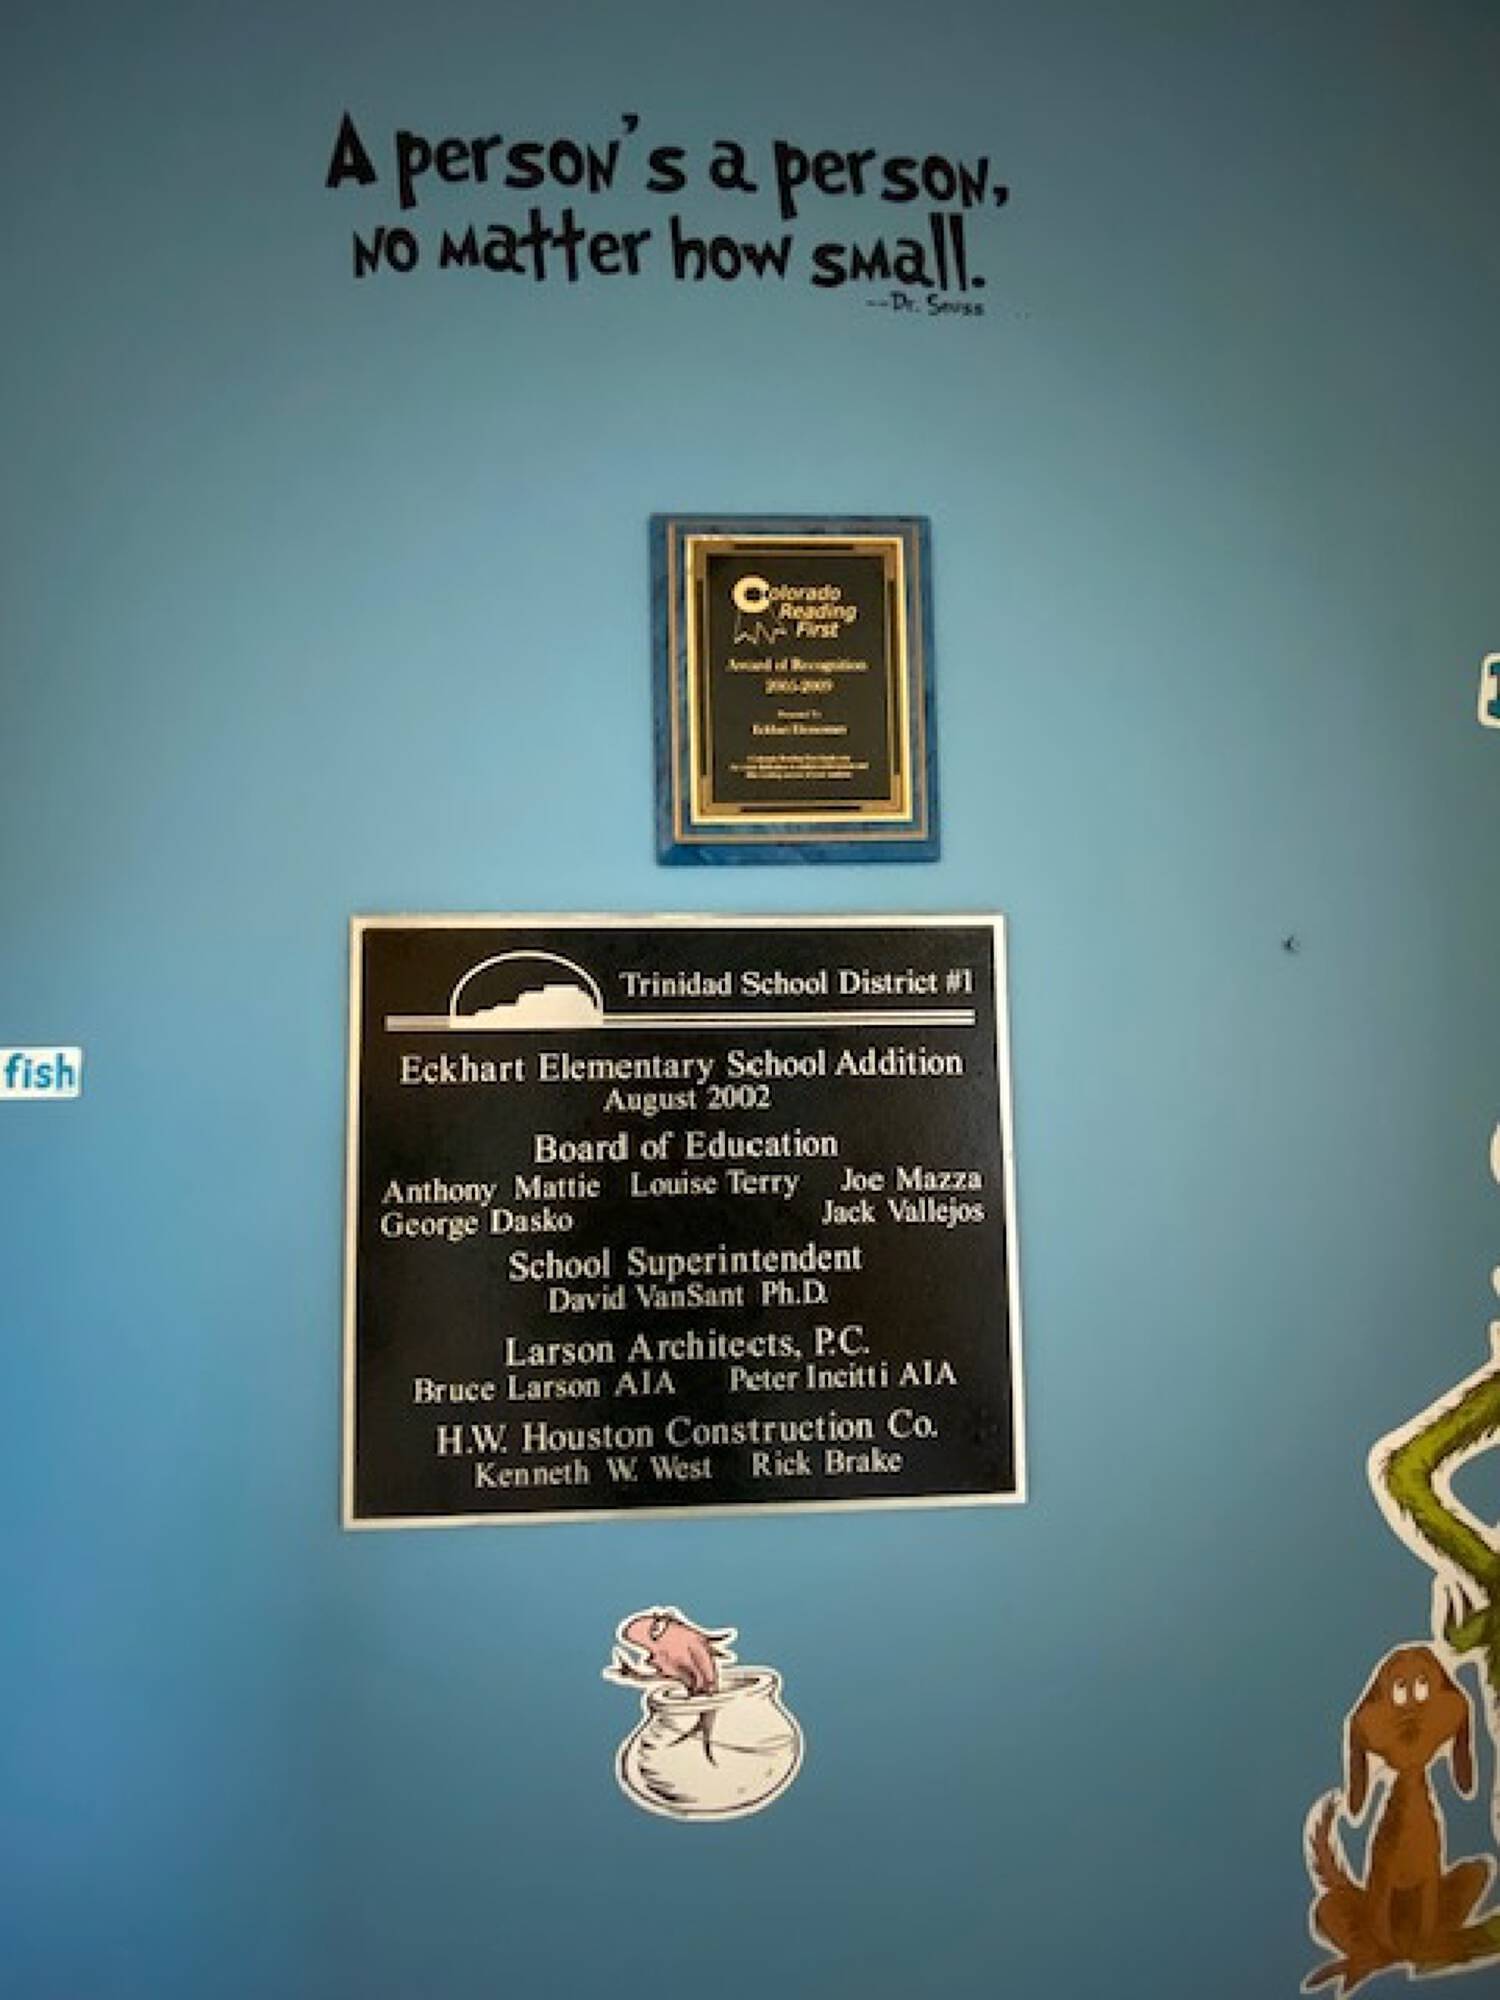 A person's a person,
no matter how small.
--Dr. Seuss
Colorado
Reading
First
Award of Recognition
Eckhart Elementary
fish
Trinidad School District #1
Eckhart Elementary School Addition
August 2002
Board of Education
Anthony Mattie Louise Terry Joe Mazza
George Dasko Jack Vallejos
School Superintendent
David VanSant Ph.D.
Larson Architects, P.C.
Bruce Larson AIA Peter Incitti AIA
H.W. Houston Construction Co.
Kenneth W. West Rick Brake